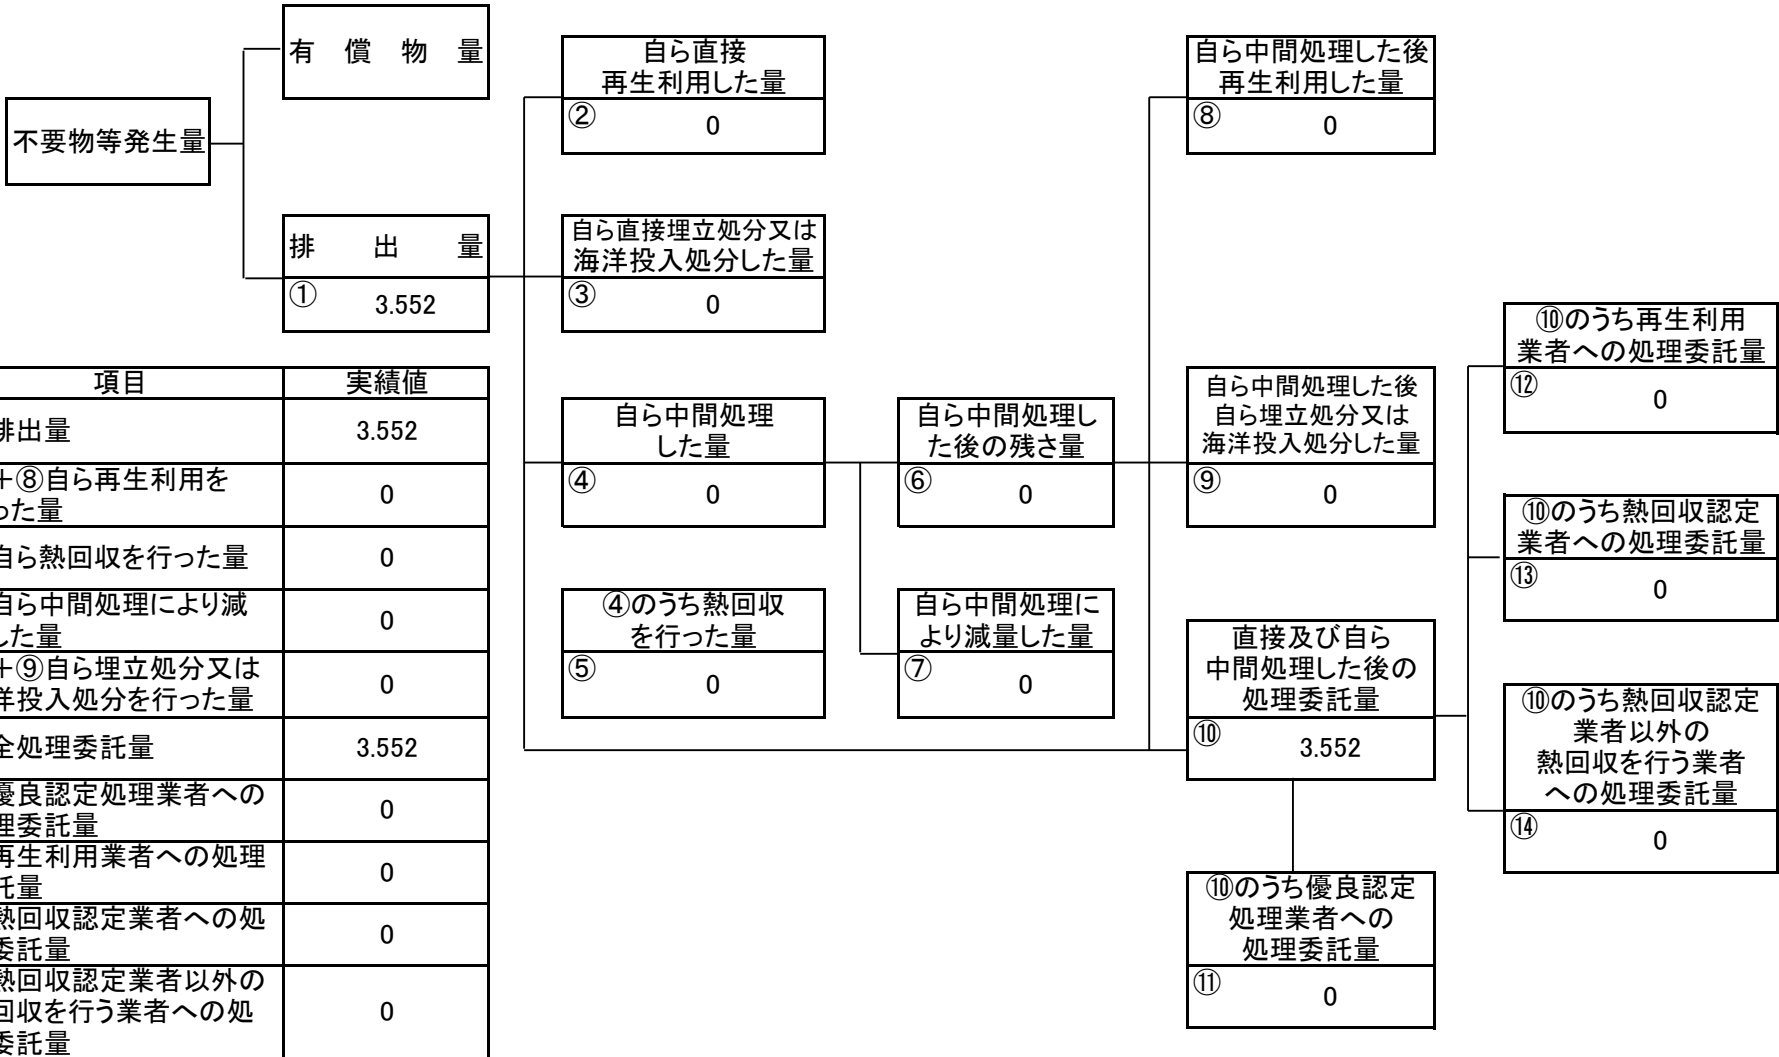 不要物等発生量
有償物量
排出量
①
3.552
自ら直接
再生利用した量
②
0
自ら直接埋立処分又は
海洋投入処分した量
③
0
自ら中間処理
した量
④
0
④のうち熱回収
を行った量
⑤
0
自ら中間処理し
た後の残さ量
⑥
0
自ら中間処理に
より減量した量
⑦
0
自ら中間処理した後
再生利用した量
⑧
0
自ら中間処理した後
自ら埋立処分又は
海洋投入処分した量
⑨
0
直接及び自ら
中間処理した後の
処理委託量
⑩
3.552
⑩のうち優良認定
処理業者への
処理委託量
⑪
0
⑩のうち再生利用
業者への処理委託量
⑫
0
⑩のうち熱回収認定
業者への処理委託量
⑬
0
⑩のうち熱回収認定
業者以外の
熱回収を行う業者
への処理委託量
⑭
0
項目
実績値
排出量
3.552
+⑧自ら再生利用を
った量
0
自ら熱回収を行った量
0
自ら中間処理により減
した量
0
+⑨自ら埋立処分又は
洋投入処分を行った量
0
全処理委託量
3.552
優良認定処理業者への
理委託量
0
再生利用業者への処理
託量
0
熱回収認定業者への処
委託量
0
熱回収認定業者以外の
回収を行う業者への処
委託量
0